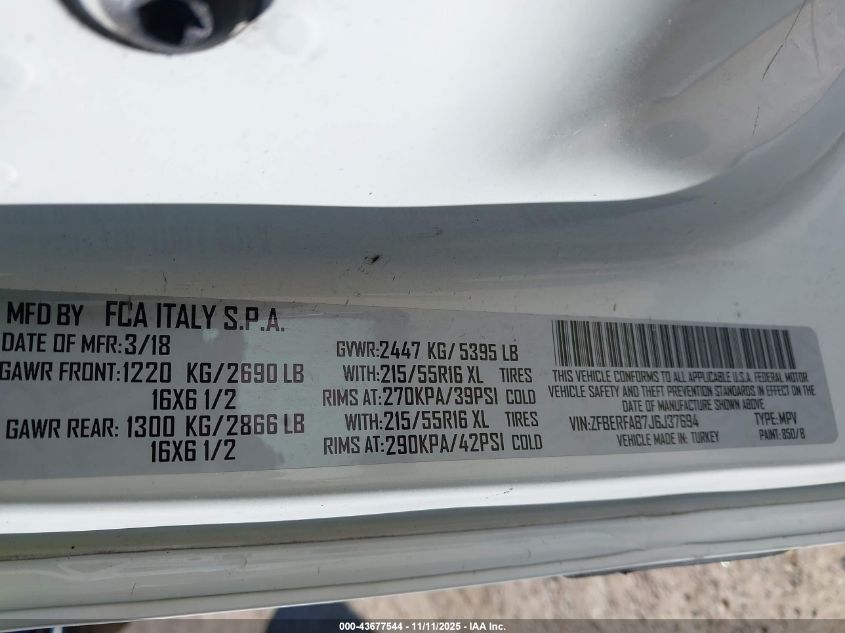 MFD BY FCA ITALY S.P.A.
DATE OF MFR: 3/18
GAWR FRONT: 1220 KG/2690 LB
16X6 1/2
GAWR REAR: 1300 KG/2866 LB
16X6 1/2
GVWR: 2447 KG/ 5395 LB
WITH: 215/55R16 XL TIRES
RIMS AT: 270KPA/39PSI COLD
WITH: 215/55R16 XL TIRES
RIMS AT: 290KPA/42PSI COLD
THIS VEHICLE CONFORMS TO ALL APPLICABLE U.S.A. FEDERAL MOTOR
VEHICLE SAFETY AND THEFT PREVENTION STANDARDS IN EFFECT ON THE
DATE OF MANUFACTURE SHOWN ABOVE
VIN: ZFBERFAB7J6J37694 TYPE: MPV
VEHICLE MADE IN: TURKEY PAINT: 850/8
000-43677544 - 11/11/2025 - IAA Inc.